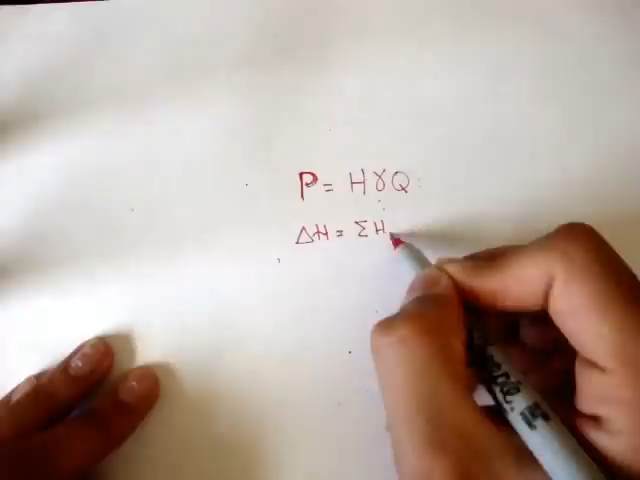 P = HγQ
ΔH = ΣH